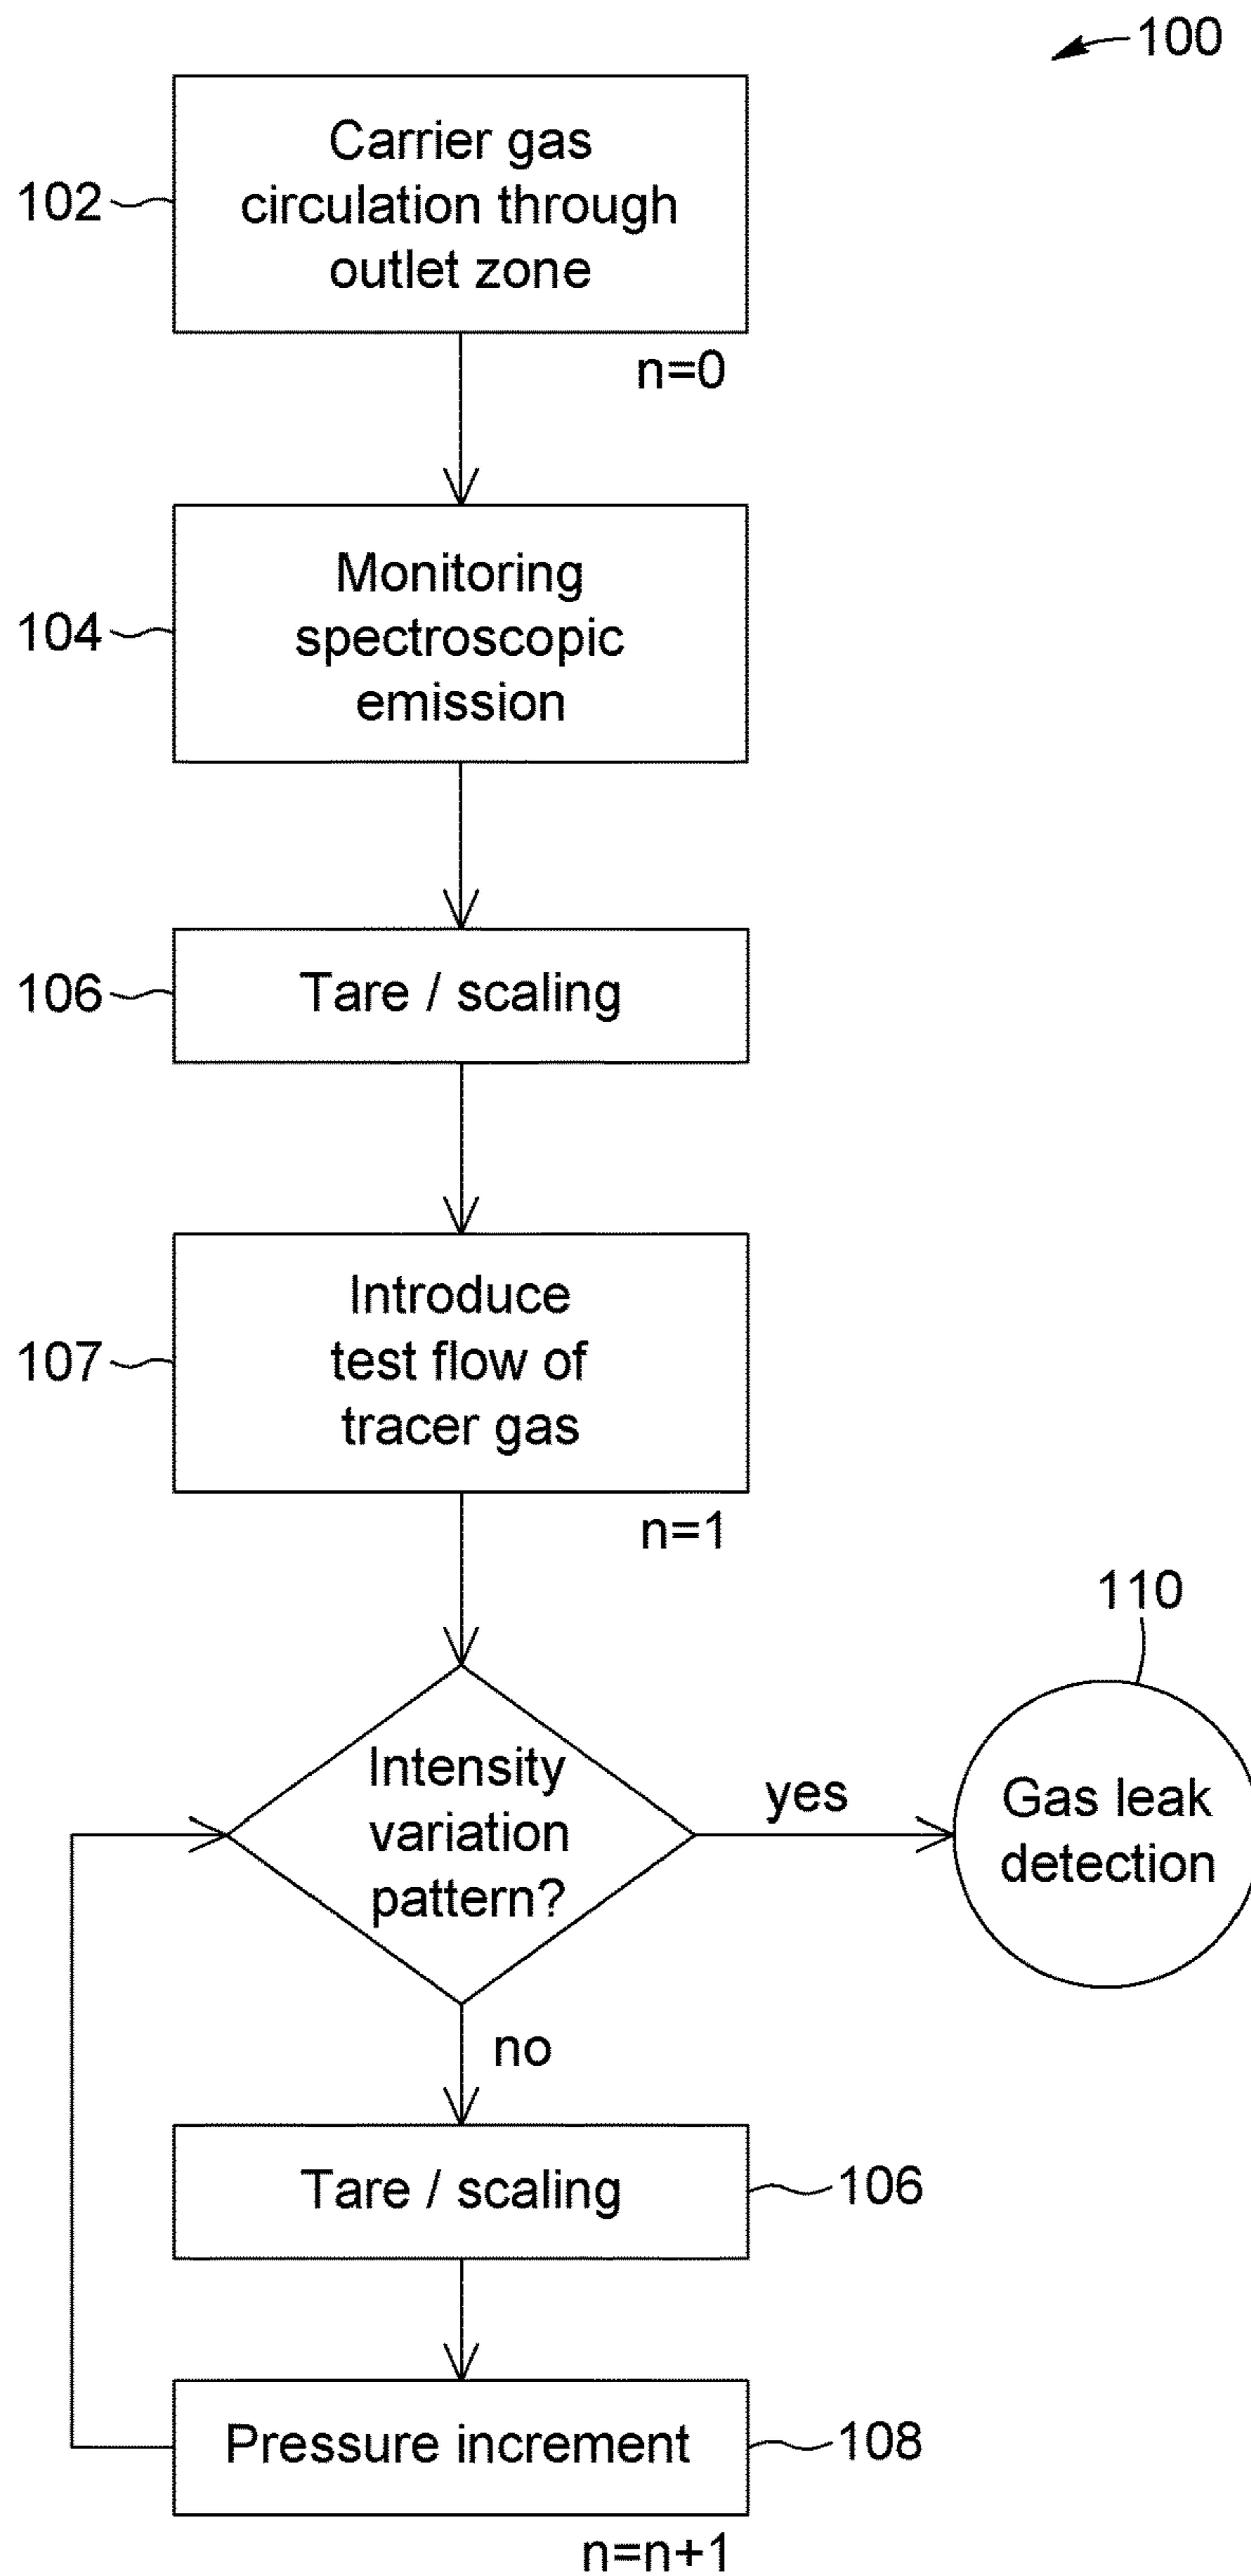 100
Carrier gas
circulation through
outlet zone
102
n=0
Monitoring
spectroscopic
emission
104
Tare / scaling
106
Introduce
test flow of
tracer gas
107
n=1
Intensity
variation
pattern?
yes
110
Gas leak
detection
no
Tare / scaling
106
Pressure increment
108
n=n+1